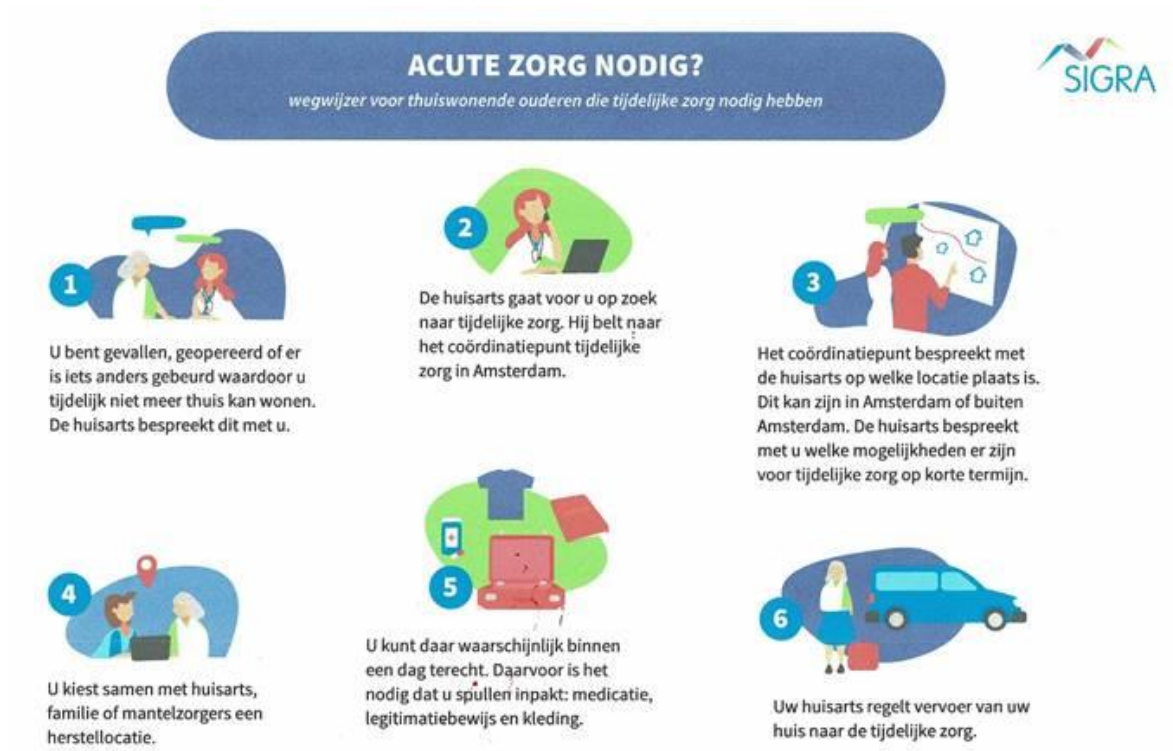 ACUTE ZORG NODIG?
wegwijzer voor thuiswonende ouderen die tijdelijke zorg nodig hebben
SIGRA
1
U bent gevallen, geopereerd of er
is iets anders gebeurd waardoor u
tijdelijk niet meer thuis kan wonen.
De huisarts bespreekt dit met u.
2
De huisarts gaat voor u op zoek
naar tijdelijke zorg. Hij belt naar
het coördinatiepunt tijdelijke
zorg in Amsterdam.
3
Het coördinatiepunt bespreekt met
de huisarts op welke locatie plaats is.
Dit kan zijn in Amsterdam of buiten
Amsterdam. De huisarts bespreekt
met u welke mogelijkheden er zijn
voor tijdelijke zorg op korte termijn.
4
U kiest samen met huisarts,
familie of mantelzorgers een
herstellocatie.
5
U kunt daar waarschijnlijk binnen
een dag terecht. Daarvoor is het
nodig dat u spullen inpakt: medicatie,
legitimatiebewijs en kleding.
6
Uw huisarts regelt vervoer van uw
huis naar de tijdelijke zorg.